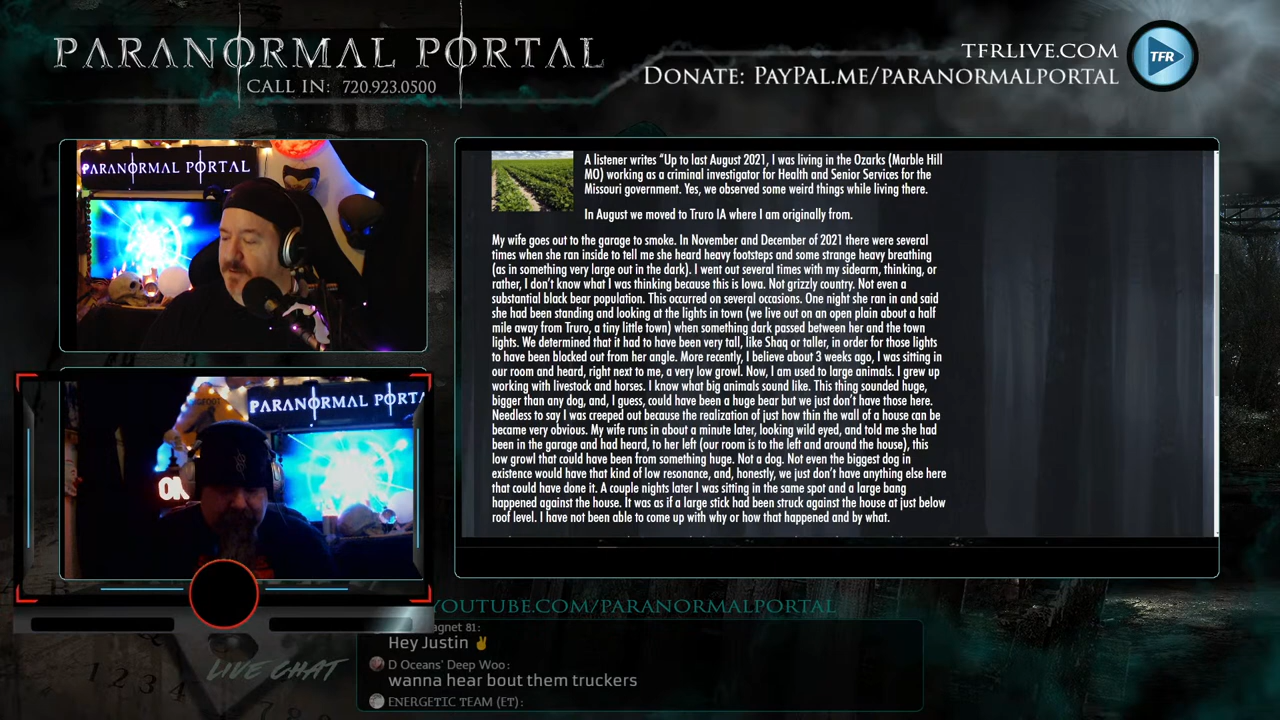 PARANORMAL PORTAL
CALL IN: 720.923.0500
TFRLIVE.COM
DONATE: PAYPAL.ME/PARANORMALPORTAL
TFR
PARANORMAL PORTAL
A listener writes “Up to last August 2021, I was living in the Ozarks (Marble Hill
MO) working as a criminal investigator for Health and Senior Services for the
Missouri government. Yes, we observed some weird things while living there.
In August we moved to Truro IA where I am originally from.
My wife goes out to the garage to smoke. In November and December of 2021 there were several
times when she ran inside to tell me she heard heavy footsteps and some strange heavy breathing
(as in something very large out in the dark). I went out several times with my sidearm, thinking, or
rather, I don’t know what I was thinking because this is Iowa. Not grizzly country. Not even a
substantial black bear population. This occurred on several occasions. One night she ran in and said
she had been standing and looking at the lights in town (we live out on an open plain about a half
mile away from Truro, a tiny little town) when something dark passed between her and the town
lights. We determined that it had to have been very tall, like Shaq or taller, in order for those lights
to have been blocked out from her angle. More recently, I believe about 3 weeks ago, I was sitting in
our room and heard, right next to me, a very low growl. Now, I am used to large animals. I grew up
working with livestock and horses. I know what big animals sound like. This thing sounded huge,
bigger than any dog, and, I guess, could have been a huge bear but we just don’t have those here.
Needless to say I was creeped out because the realization of just how thin the wall of a house can be
became very obvious. My wife runs in about a minute later, looking wild eyed, and told me she had
been in the garage and had heard, to her left (our room is to the left and around the house), this
low growl that could have been from something huge. Not a dog. Not even the biggest dog in
existence would have that kind of low resonance, and, honestly, we just don’t have anything else here
that could have done it. A couple nights later I was sitting in the same spot and a large bang
happened against the house. It was as if a large stick had been struck against the house at just below
roof level. I have not been able to come up with why or how that happened and by what.
PARANORMAL PORTA
YOUTUBE.COM/PARANORMALPORTAL
LIVE CHAT
agnet 81:
Hey Justin ✌
D Oceans' Deep Woo:
wanna hear bout them truckers
ENERGETIC TEAM (ET):
1 2 3 4